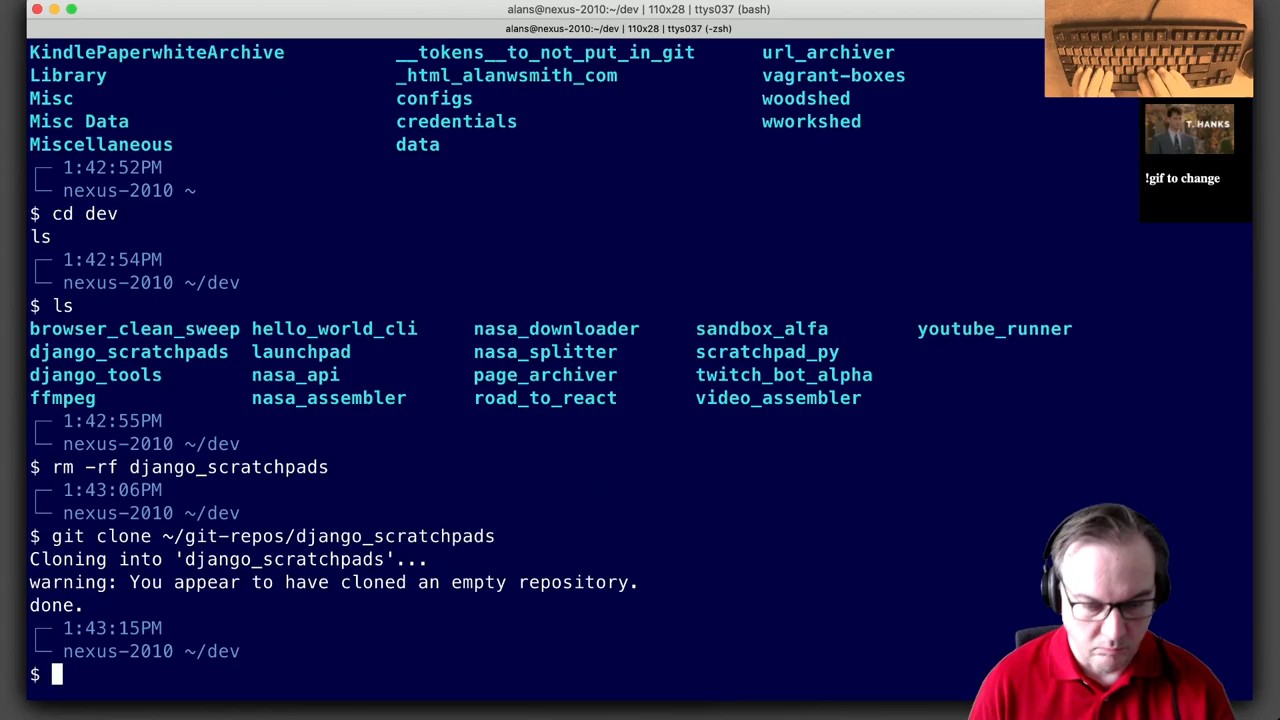 alans@nexus-2010:~/dev | 110x28 | ttys037 (bash)
alans@nexus-2010:~/dev | 110x28 | ttys037 (-zsh)
KindlePaperwhiteArchive __tokens__to_not_put_in_git url_archiver
Library _html_alanwsmith_com vagrant-boxes
Misc configs woodshed
Misc Data credentials wworkshed
Miscellaneous data
1:42:52PM
nexus-2010 ~
$ cd dev
ls
1:42:54PM
nexus-2010 ~/dev
$ ls
browser_clean_sweep hello_world_cli nasa_downloader sandbox_alfa youtube_runner
django_scratchpads launchpad nasa_splitter scratchpad_py
django_tools nasa_api page_archiver twitch_bot_alpha
ffmpeg nasa_assembler road_to_react video_assembler
1:42:55PM
nexus-2010 ~/dev
$ rm -rf django_scratchpads
1:43:06PM
nexus-2010 ~/dev
$ git clone ~/git-repos/django_scratchpads
Cloning into 'django_scratchpads'...
warning: You appear to have cloned an empty repository.
done.
1:43:15PM
nexus-2010 ~/dev
$
T. HANKS
!gif to change